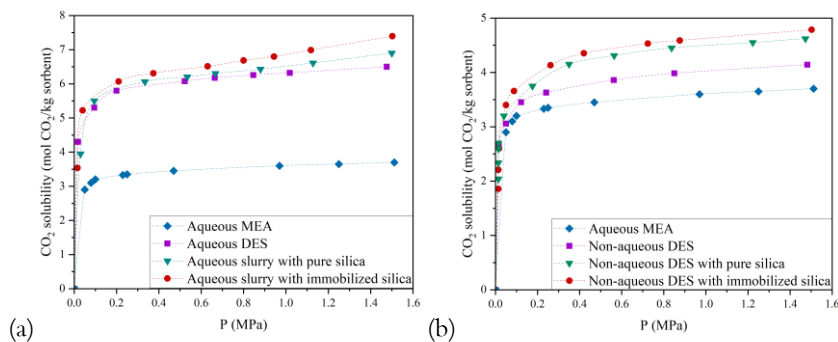 8
7
6
5
4
3
2
1
0
CO₂ solubility (mol CO₂/kg sorbent)
Aqueous MEA
Aqueous DES
Aqueous slurry with pure silica
Aqueous slurry with immobilized silica
0.0 0.2 0.4 0.6 0.8 1.0 1.2 1.4 1.6
P (MPa)
(a)
5
4
3
2
1
0
CO₂ solubility (mol CO₂/kg sorbent)
Aqueous MEA
Non-aqueous DES
Non-aqueous DES with pure silica
Non-aqueous DES with immobilized silica
0.0 0.2 0.4 0.6 0.8 1.0 1.2 1.4 1.6
P (MPa)
(b)